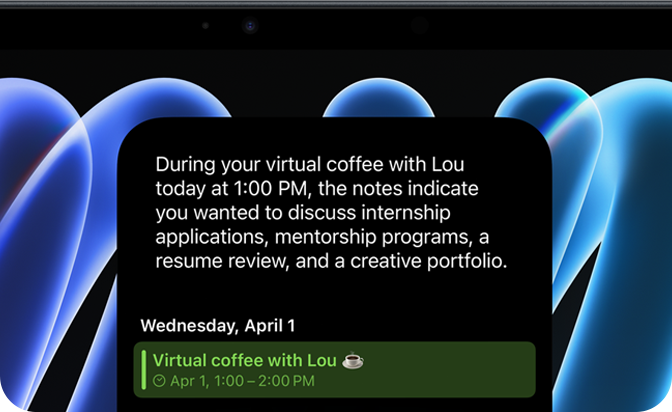 During your virtual coffee with Lou
today at 1:00 PM, the notes indicate
you wanted to discuss internship
applications, mentorship programs, a
resume review, and a creative portfolio.
Wednesday, April 1
Virtual coffee with Lou ☕
Apr 1, 1:00 – 2:00 PM